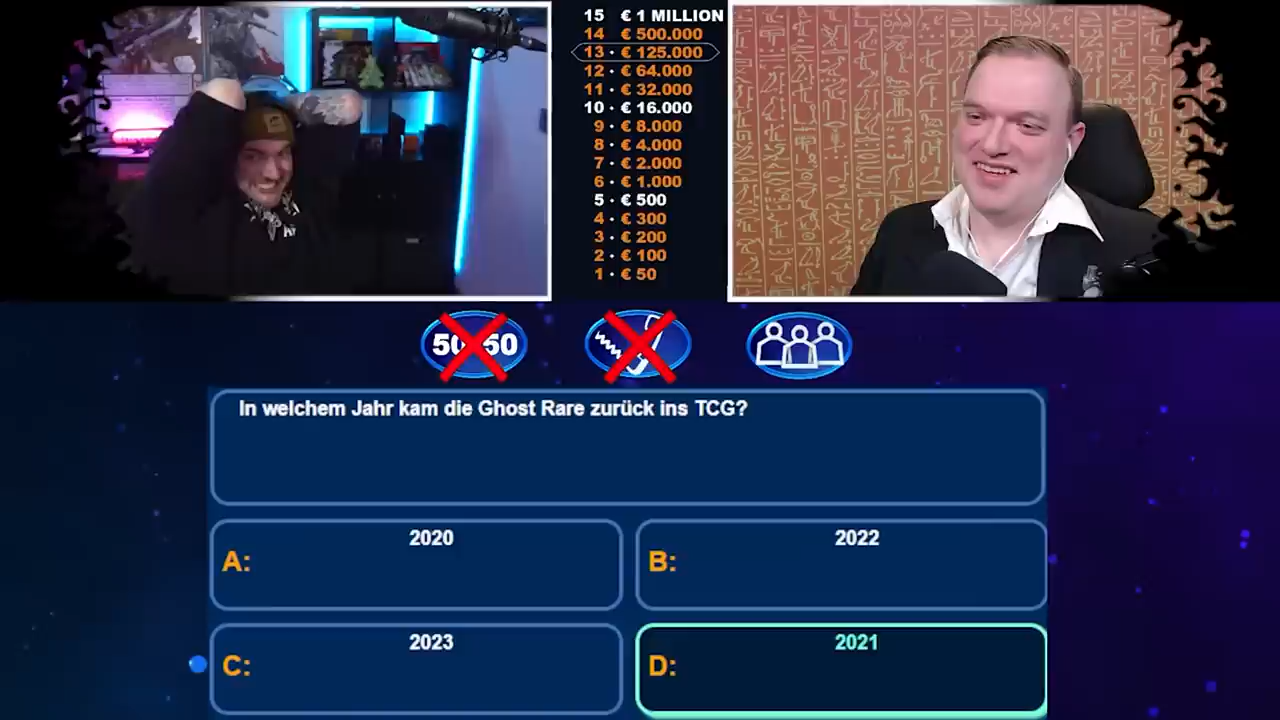 15 € 1 MILLION
14 € 500.000
13 · € 125.000
12 · € 64.000
11 · € 32.000
10 · € 16.000
9 · € 8.000
8 · € 4.000
7 · € 2.000
6 · € 1.000
5 · € 500
4 · € 300
3 · € 200
2 · € 100
1 · € 50
50:50
In welchem Jahr kam die Ghost Rare zurück ins TCG?
A: 2020
B: 2022
C: 2023
D: 2021